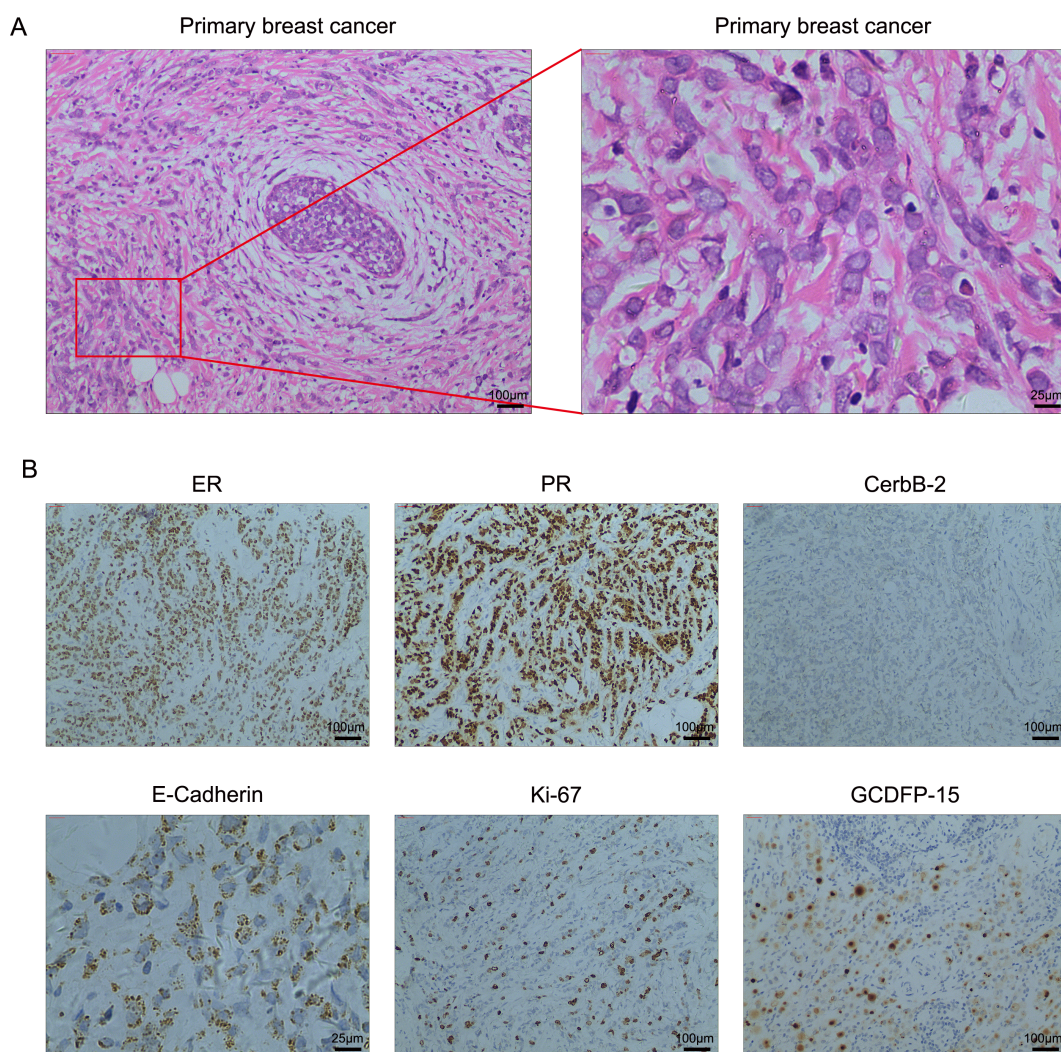 A
Primary breast cancer
Primary breast cancer
100μm
25μm
B
ER
PR
CerbB-2
100μm
100μm
100μm
E-Cadherin
Ki-67
GCDFP-15
25μm
100μm
100μm